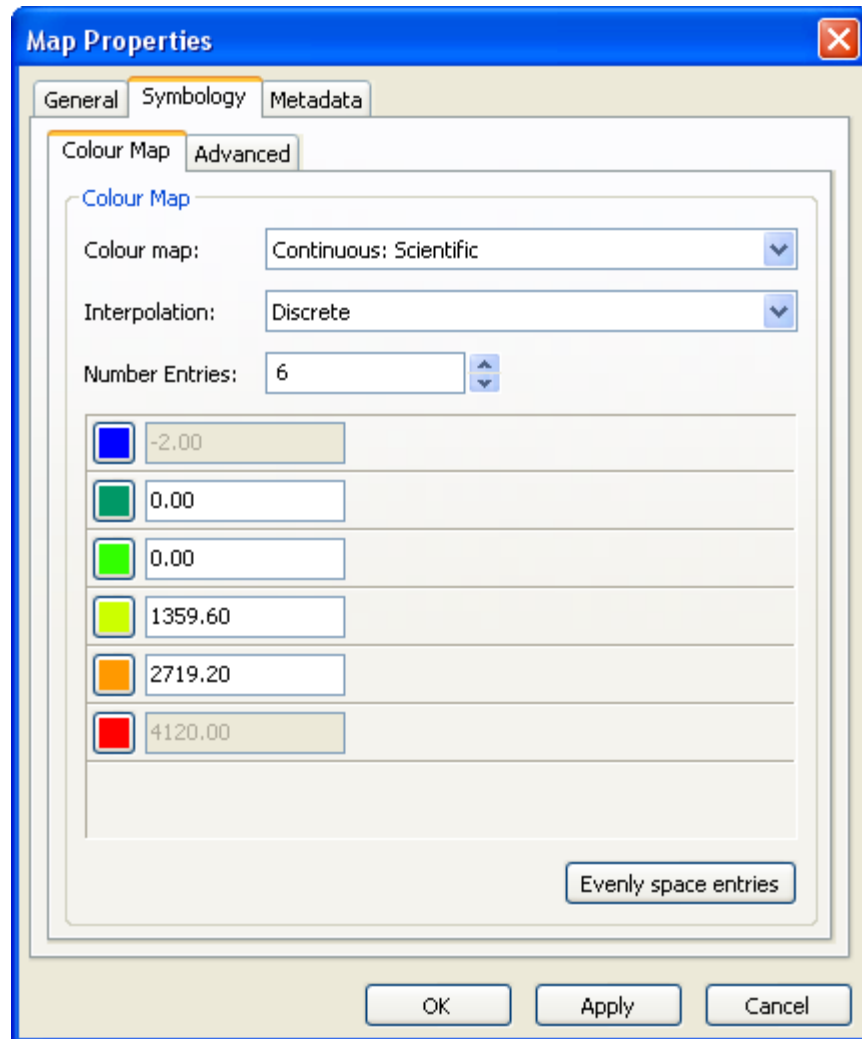 Map Properties
General Symbology Metadata
Colour Map Advanced
Colour Map
Colour map: Continuous: Scientific
Interpolation: Discrete
Number Entries: 6
-2.00
0.00
0.00
1359.60
2719.20
4120.00
Evenly space entries
OK Apply Cancel